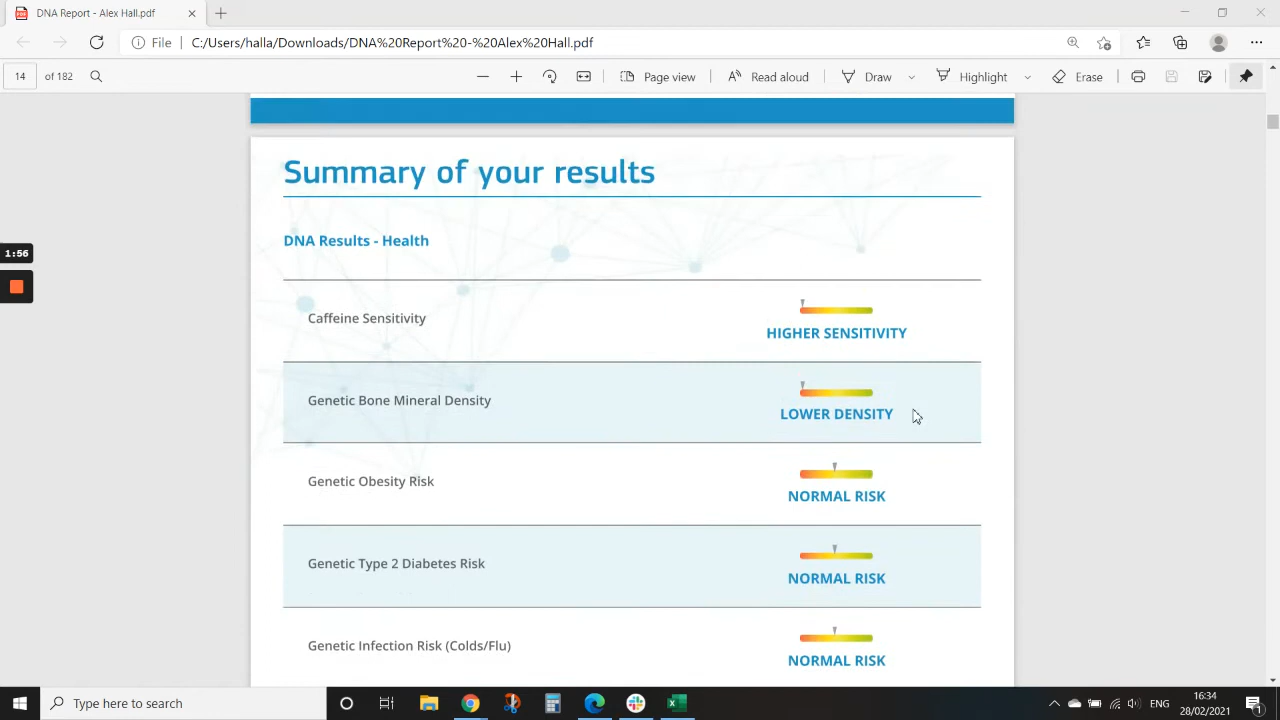 DNA Report - Alex Hall.pdf
File C:/Users/halla/Downloads/DNA%20Report%20-%20Alex%20Hall.pdf
14 of 182 Page view Read aloud Draw Highlight Erase
Summary of your results
DNA Results - Health
1:56
Caffeine Sensitivity
HIGHER SENSITIVITY
Genetic Bone Mineral Density
LOWER DENSITY
Genetic Obesity Risk
NORMAL RISK
Genetic Type 2 Diabetes Risk
NORMAL RISK
Genetic Infection Risk (Colds/Flu)
NORMAL RISK
Type here to search
ENG
16:34
28/02/2021
1